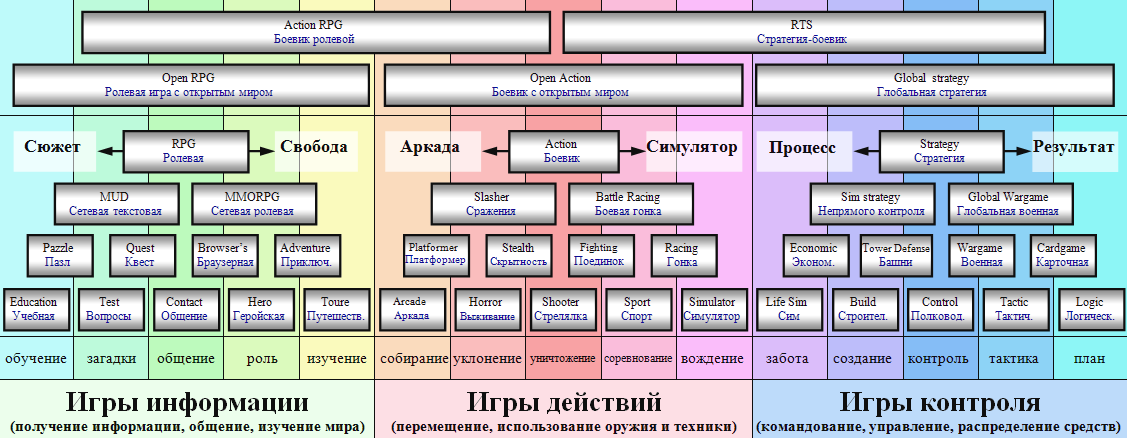 Action RPG
Боевик ролевой
RTS
Стратегия-боевик
Open RPG
Ролевая игра с открытым миром
Open Action
Боевик с открытым миром
Global strategy
Глобальная стратегия
Сюжет
RPG
Ролевая
Свобода
Аркада
Action
Боевик
Симулятор
Процесс
Strategy
Стратегия
Результат
MUD
Сетевая текстовая
MMORPG
Сетевая ролевая
Slasher
Сражения
Battle Racing
Боевая гонка
Sim strategy
Непрямого контроля
Global Wargame
Глобальная военная
Pazzle
Пазл
Quest
Квест
Browser's
Браузерная
Adventure
Приключ.
Platformer
Платформер
Stealth
Скрытность
Fighting
Поединок
Racing
Гонка
Economic
Эконом.
Tower Defense
Башни
Wargame
Военная
Cardgame
Карточная
Education
Учебная
Test
Вопросы
Contact
Общение
Hero
Геройская
Toure
Путешеств.
Arcade
Аркада
Horror
Выживание
Shooter
Стрелялка
Sport
Спорт
Simulator
Симулятор
Life Sim
Сим
Build
Строител.
Control
Полковод.
Tactic
Тактич.
Logic
Логическ.
обучение загадки общение роль изучение собирание уклонение уничтожение соревнование вождение забота создание контроль тактика план
Игры информации
(получение информации, общение, изучение мира)
Игры действий
(перемещение, использование оружия и техники)
Игры контроля
(командование, управление, распределение средств)